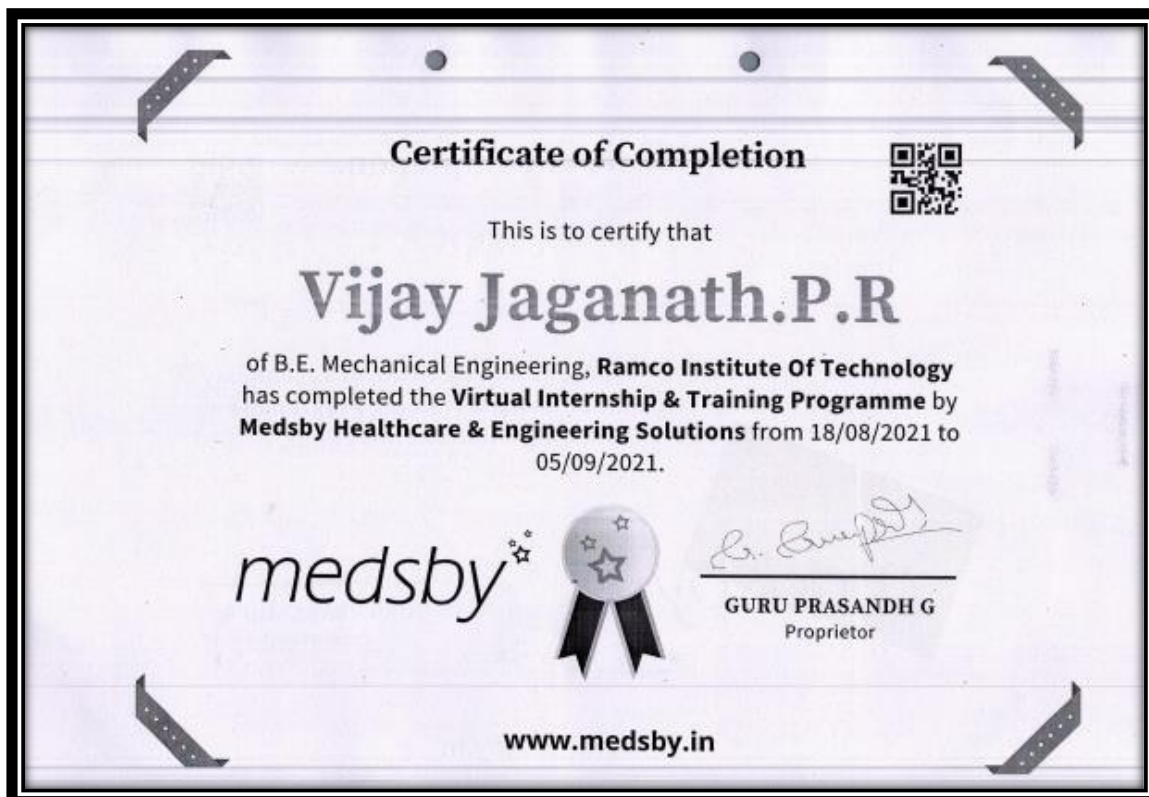 Certificate of Completion
This is to certify that
Vijay Jaganath.P.R
of B.E. Mechanical Engineering, Ramco Institute Of Technology
has completed the Virtual Internship & Training Programme by
Medsby Healthcare & Engineering Solutions from 18/08/2021 to
05/09/2021.
medsby
GURU PRASANDH G
Proprietor
www.medsby.in